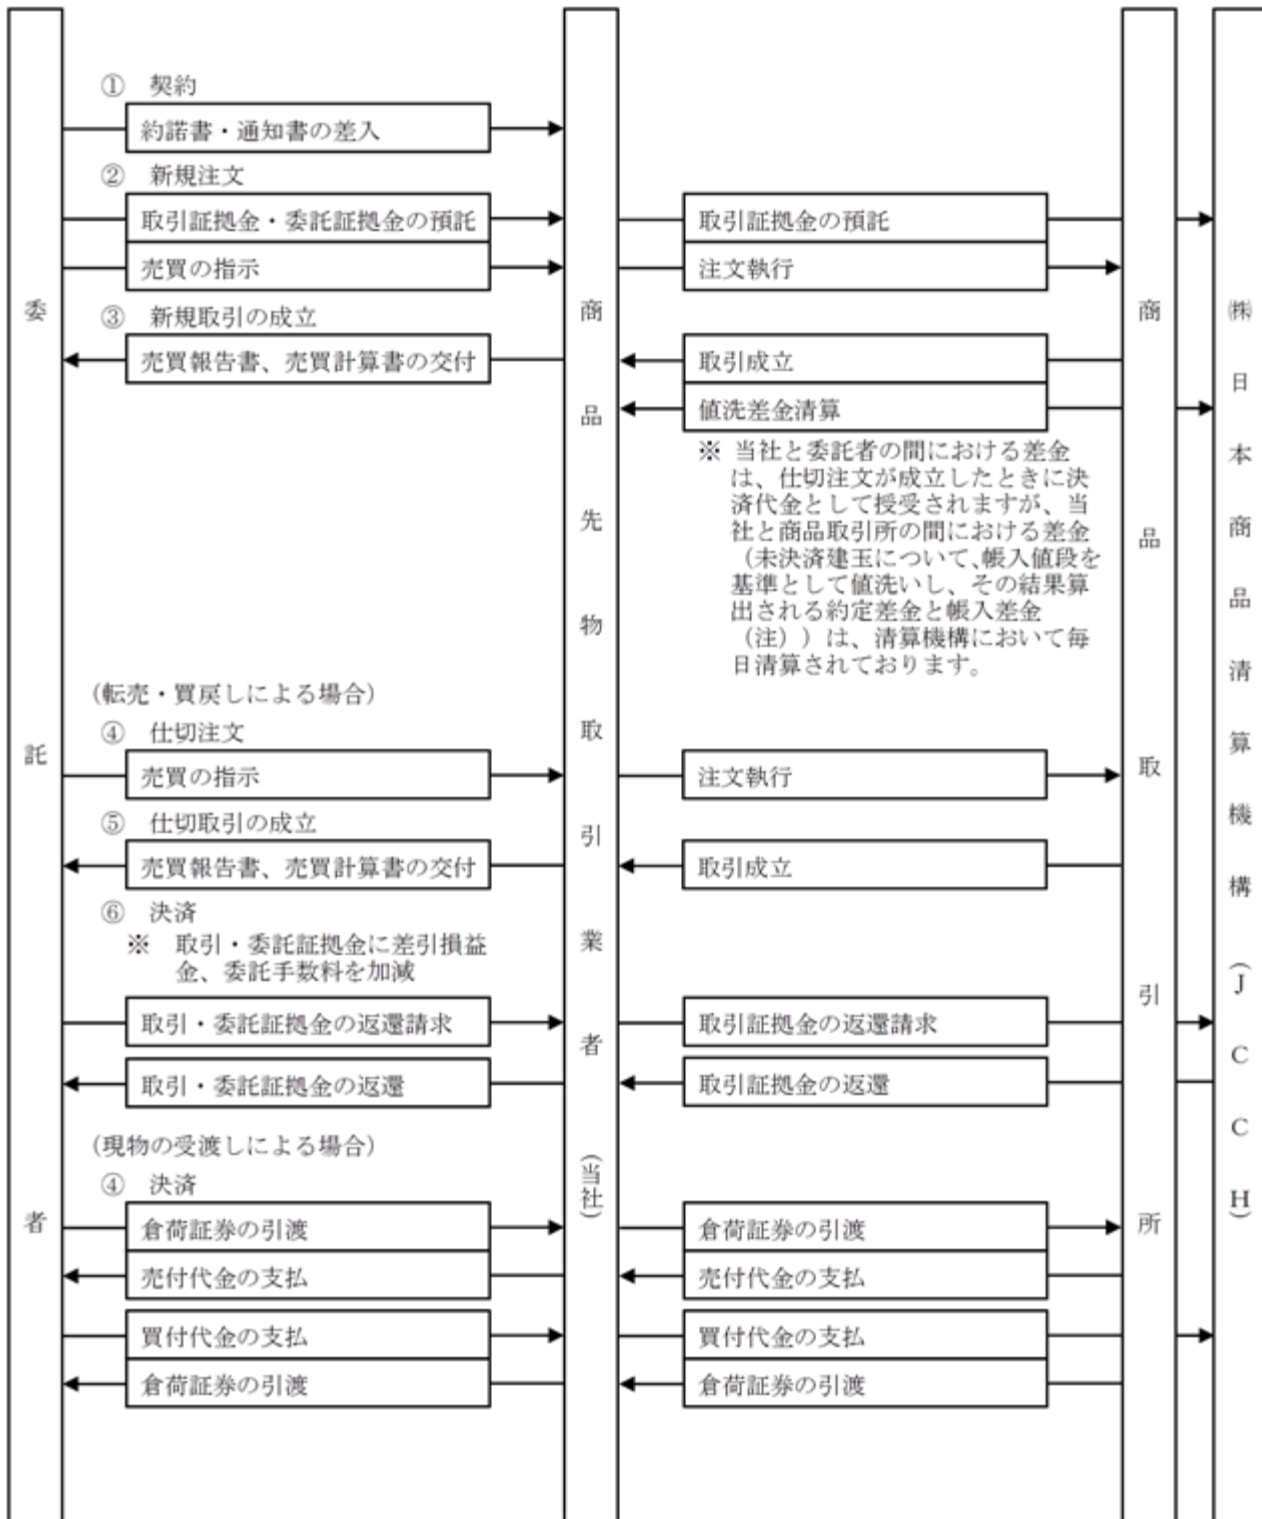 ① 契約
約諾書・通知書の差入
② 新規注文
取引証拠金・委託証拠金の預託
取引証拠金の預託
売買の指示
注文執行
③ 新規取引の成立
売買報告書、売買計算書の交付
取引成立
値洗差金清算
※ 当社と委託者の間における差金
は、仕切注文が成立したときに決
済代金として授受されますが、当
社と商品取引所の間における差金
(未決済建玉について、帳入値段を
基準として値洗いし、その結果算
出される約定差金と帳入差金
(注))は、清算機構において毎
日清算されております。
(転売・買戻しによる場合)
④ 仕切注文
売買の指示
注文執行
⑤ 仕切取引の成立
売買報告書、売買計算書の交付
取引成立
⑥ 決済
※ 取引・委託証拠金に差引損益
金、委託手数料を加減
取引・委託証拠金の返還請求
取引証拠金の返還請求
取引・委託証拠金の返還
取引証拠金の返還
(現物の受渡しによる場合)
④ 決済
倉荷証券の引渡
倉荷証券の引渡
売付代金の支払
売付代金の支払
買付代金の支払
買付代金の支払
倉荷証券の引渡
倉荷証券の引渡
委託者
商品先物取引業者(当社)
商品取引所
㈱日本商品清算機構(JCCH)